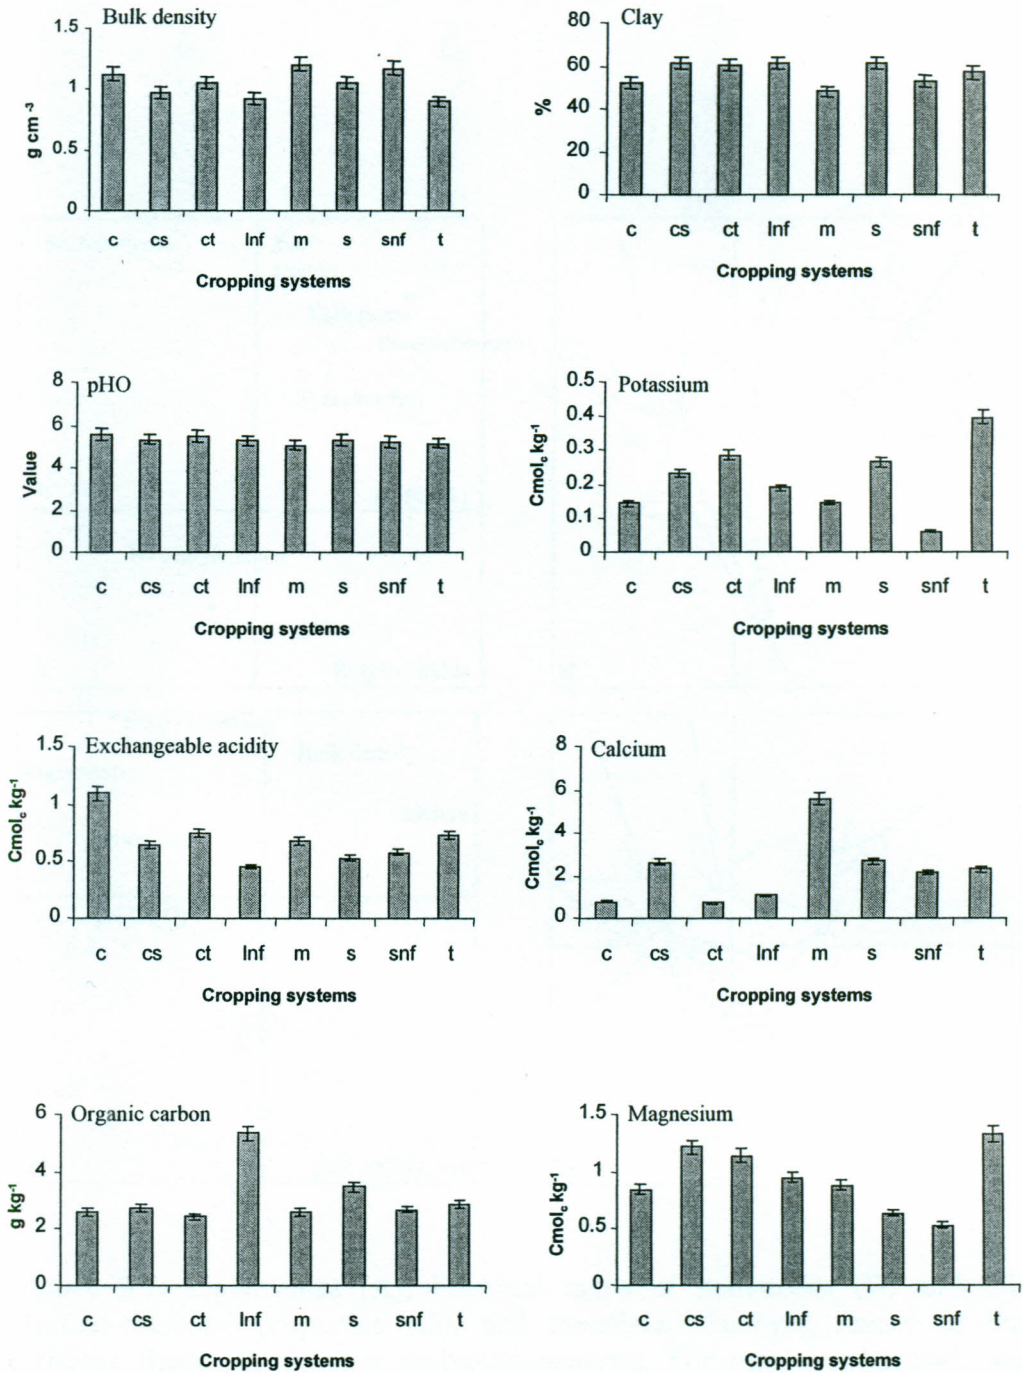 Bulk density
1.5
1
0.5
0
g cm -3
c cs ct lnf m s snf t
Cropping systems
Clay
80
60
40
20
0
%
c cs ct lnf m s snf t
Cropping systems
pHO
8
6
4
2
0
Value
c cs ct lnf m s snf t
Cropping systems
Potassium
0.5
0.4
0.3
0.2
0.1
0
Cmolc kg-1
c cs ct lnf m s snf t
Cropping systems
Exchangeable acidity
1.5
1
0.5
0
Cmolc kg-1
c cs ct lnf m s snf t
Cropping systems
Calcium
8
6
4
2
0
Cmolc kg-1
c cs ct lnf m s snf t
Cropping systems
Organic carbon
6
4
2
0
g kg-1
c cs ct lnf m s snf t
Cropping systems
Magnesium
1.5
1
0.5
0
Cmolc kg-1
c cs ct lnf m s snf t
Cropping systems